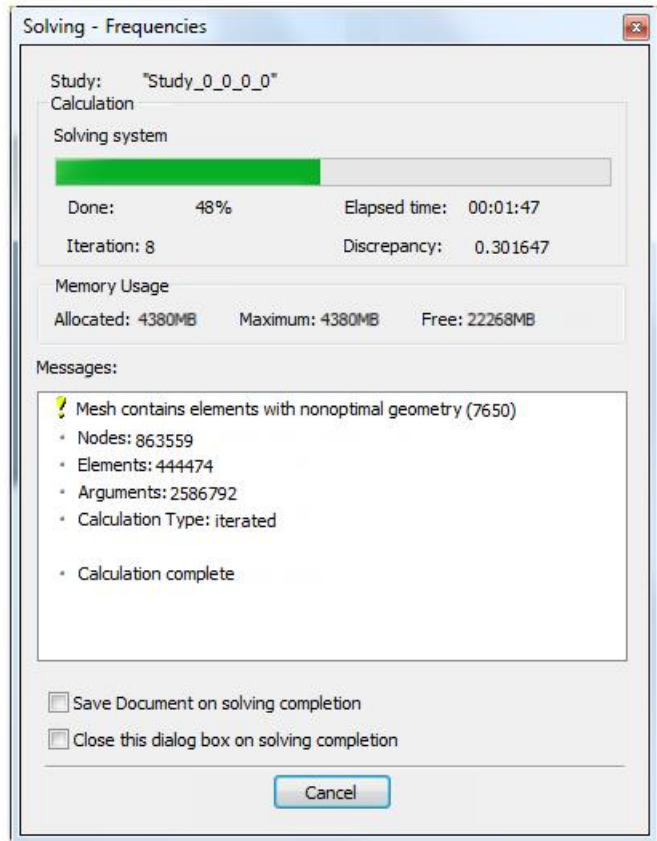 Solving - Frequencies
Study: "Study_0_0_0_0"
Calculation
Solving system
Done: 48% Elapsed time: 00:01:47
Iteration: 8 Discrepancy: 0.301647
Memory Usage
Allocated: 4380MB Maximum: 4380MB Free: 22268MB
Messages:
Mesh contains elements with nonoptimal geometry (7650)
Nodes: 863559
Elements: 444474
Arguments: 2586792
Calculation Type: iterated
Calculation complete
Save Document on solving completion
Close this dialog box on solving completion
Cancel